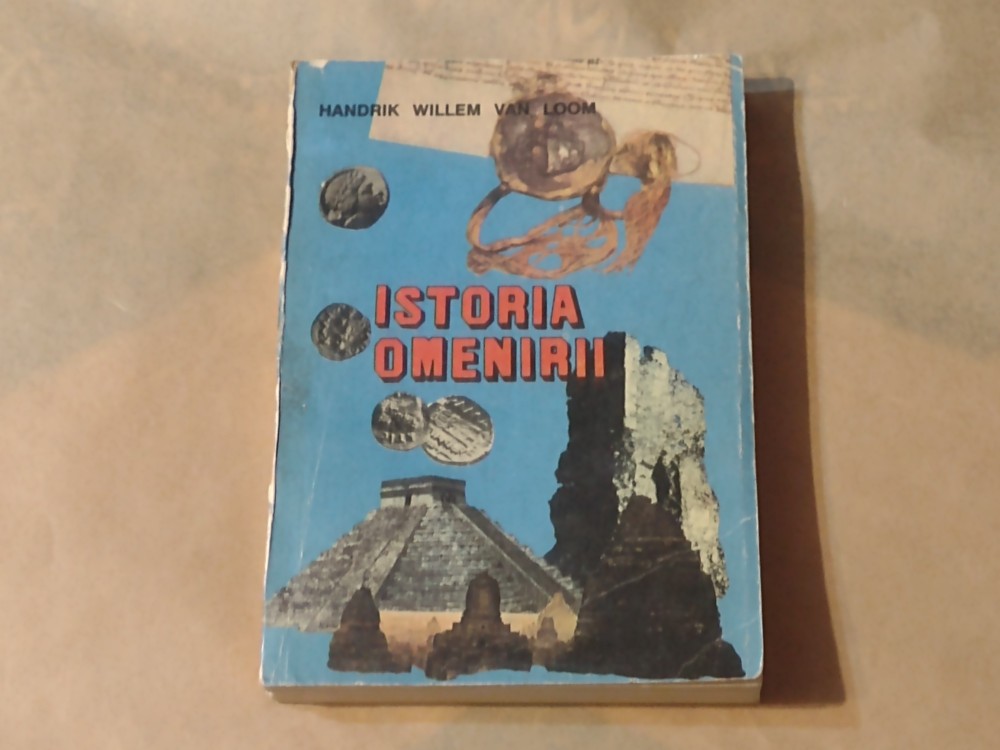 HANDRIK WILLEM VAN LOOM
ISTORIA
OMENIRII